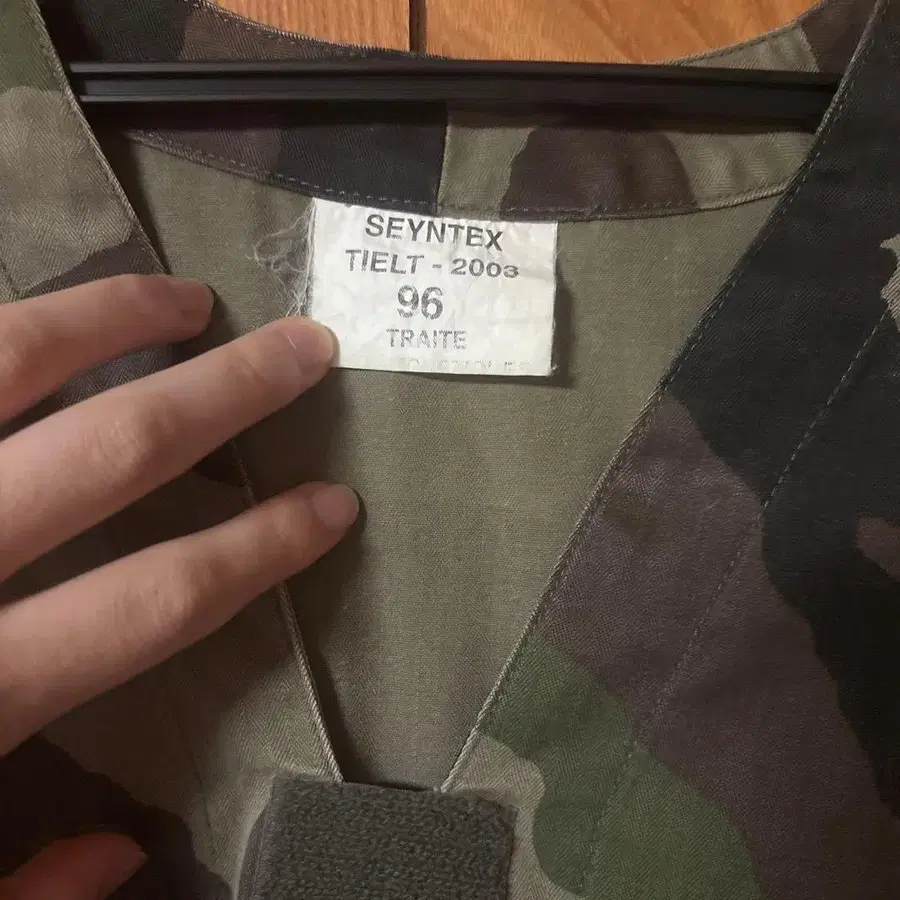 SEYNTEX
TIELT - 2003
96
TRAITE